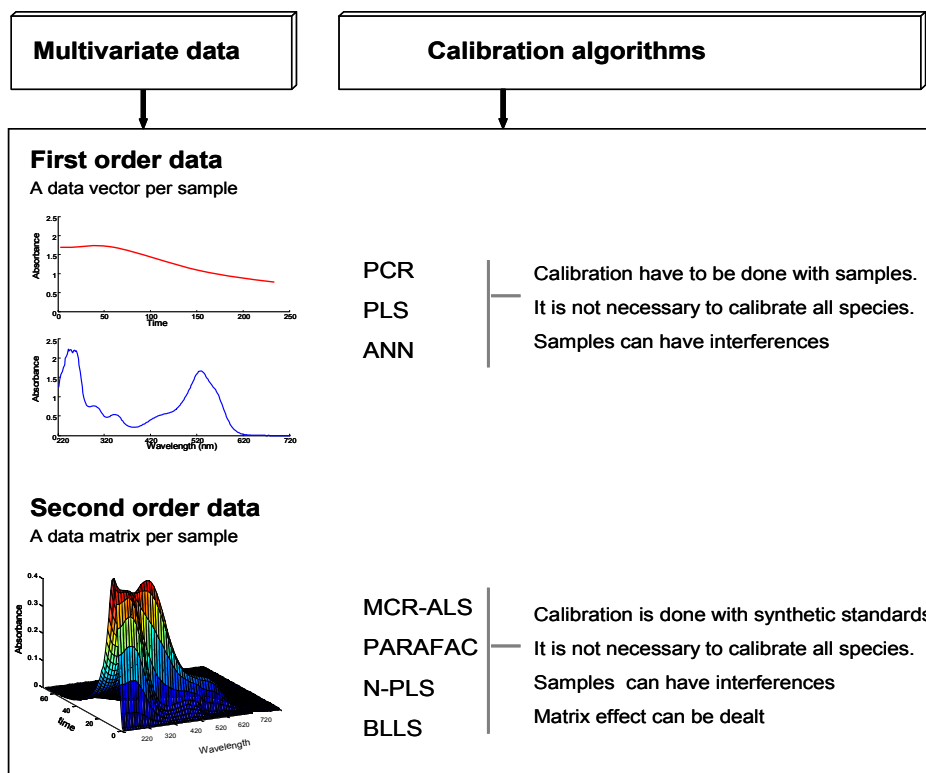 Multivariate data
Calibration algorithms
First order data
A data vector per sample
2.5
2
1.5
1
0.5
0
Absorbance
0 50 100 150 200 250
Time
PCR
PLS
ANN
Calibration have to be done with samples.
It is not necessary to calibrate all species.
Samples can have interferences
2.5
2
1.5
1
0.5
0
Absorbance
220 320 420 520 620 720
Wavelength (nm)
Second order data
A data matrix per sample
0.4
0.3
0.2
0.1
0
Absorbance
60 40 20 0
time
220 320 420 520 620 720
Wavelength
MCR-ALS
PARAFAC
N-PLS
BLLS
Calibration is done with synthetic standards
It is not necessary to calibrate all species.
Samples can have interferences
Matrix effect can be dealt